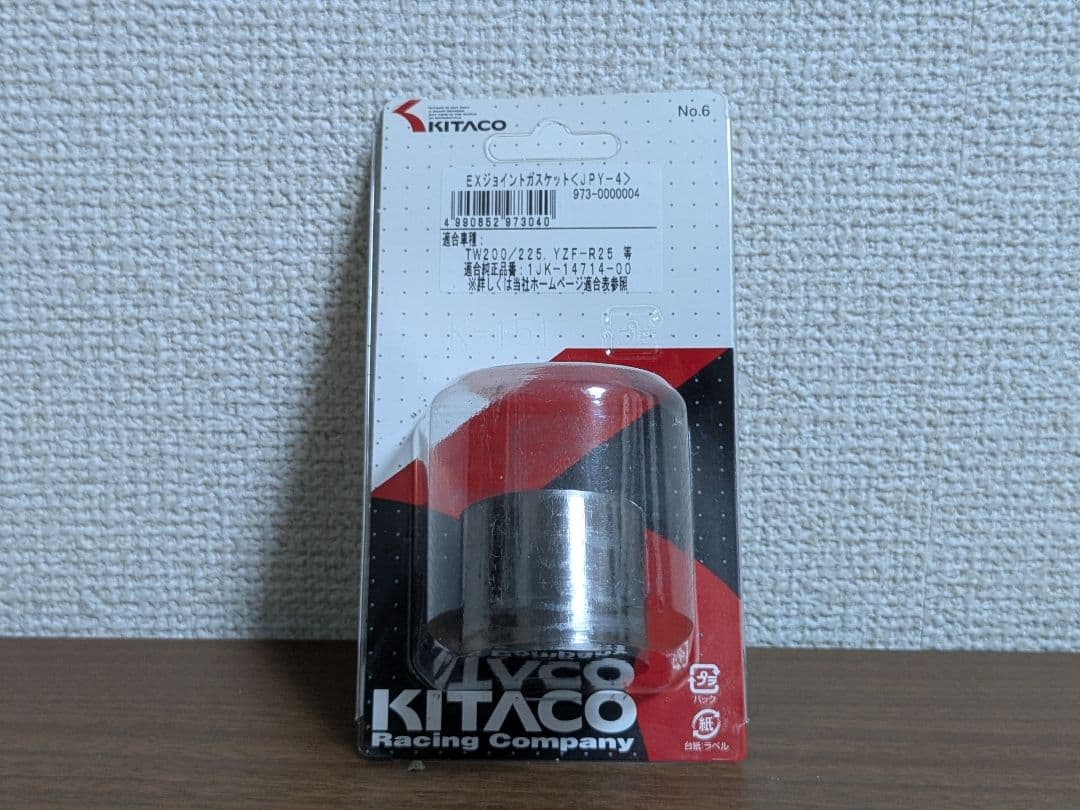 KITACO
No.6
EXジョイントガスケット<JPY-4>
973-0000004
4 990852 973040
適合車種:
TW200/225, YZF-R25 等
適合純正品番:1JK-14714-00
※詳しくは当社ホームページ適合表参照
K-151
プラ
パック
紙
台紙 ラベル
KITACO
Racing Company